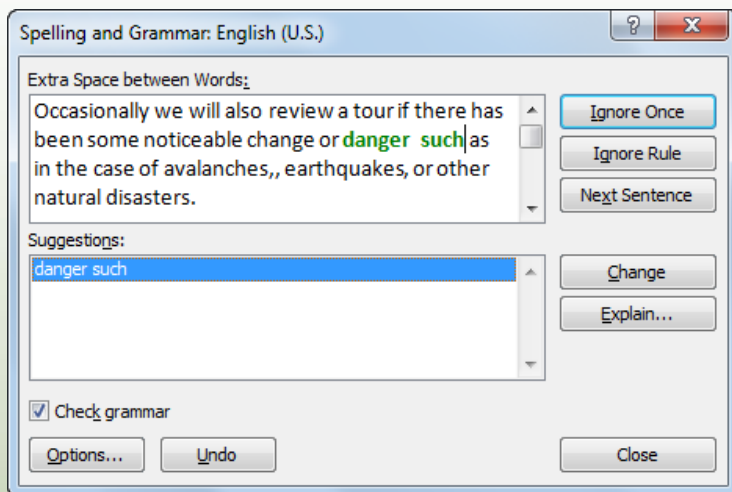 Spelling and Grammar: English (U.S.)
Extra Space between Words:
Occasionally we will also review a tour if there has
been some noticeable change or danger  such as
in the case of avalanches,, earthquakes, or other
natural disasters.
Ignore Once
Ignore Rule
Next Sentence
Suggestions:
danger such
Change
Explain...
Check grammar
Options...
Undo
Close